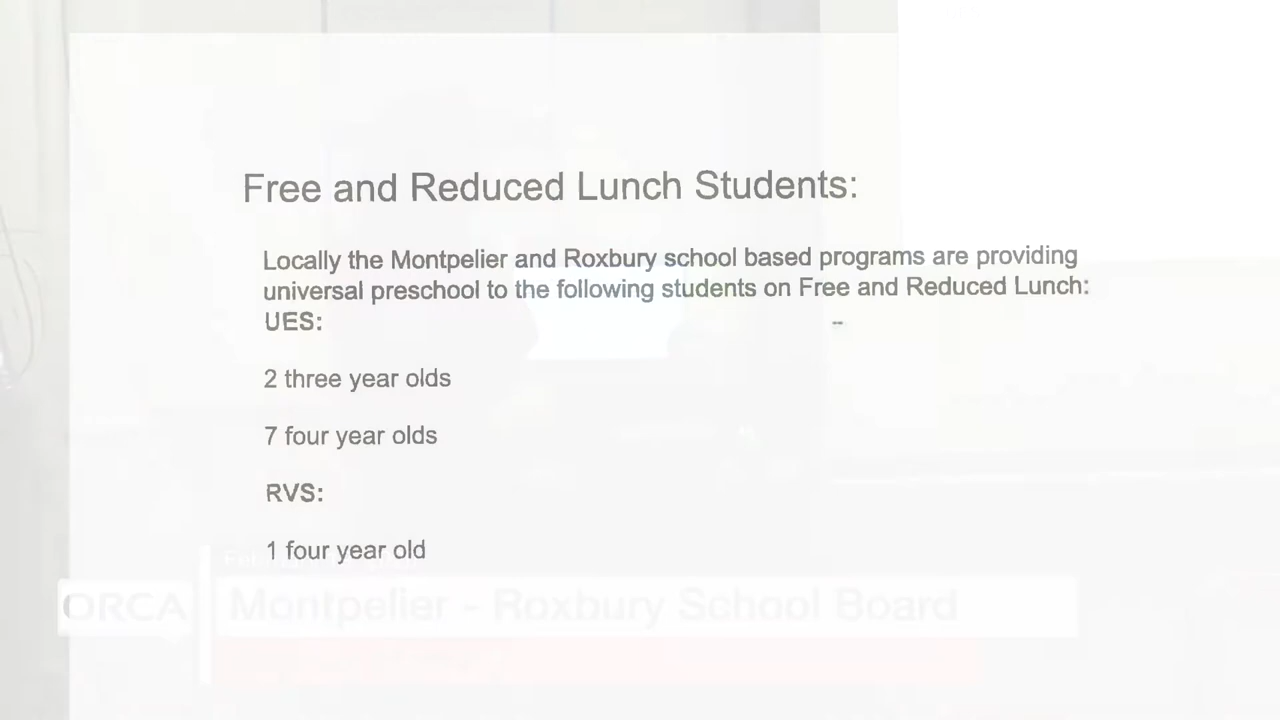 Free and Reduced Lunch Students:
Locally the Montpelier and Roxbury school based programs are providing
universal preschool to the following students on Free and Reduced Lunch:
UES:
2 three year olds
7 four year olds
RVS:
1 four year old
ORCA
Montpelier - Roxbury School Board